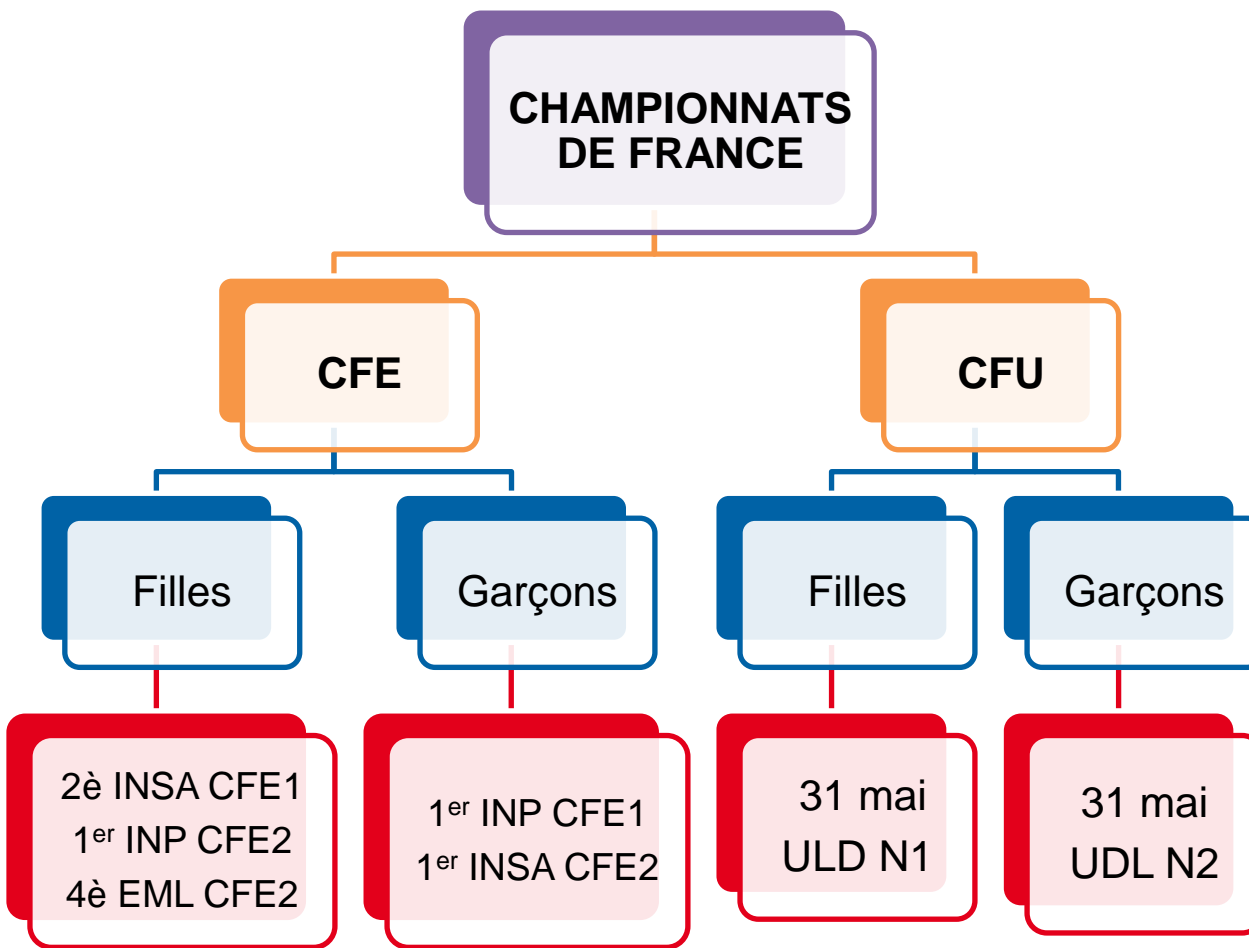 CHAMPIONNATS
DE FRANCE
CFE
CFU
Filles
Garçons
Filles
Garçons
2è INSA CFE1
1er INP CFE2
4è EML CFE2
1er INP CFE1
1er INSA CFE2
31 mai
ULD N1
31 mai
UDL N2